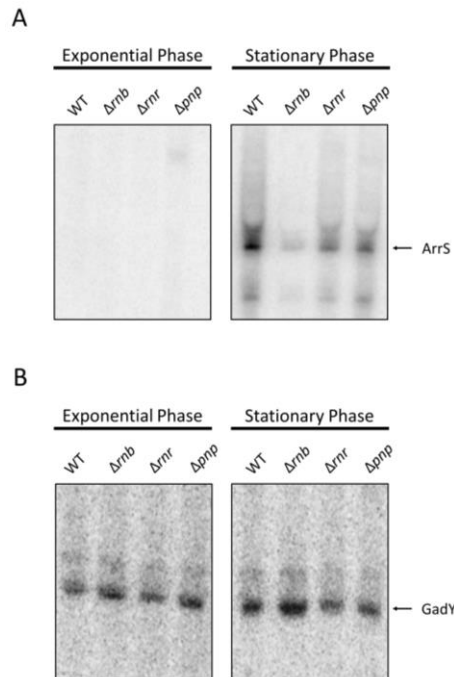 A
Exponential Phase Stationary Phase
WT Δrnb Δrnr Δpnp WT Δrnb Δrnr Δpnp
ArrS
B
Exponential Phase Stationary Phase
WT Δrnb Δrnr Δpnp WT Δrnb Δrnr Δpnp
GadY